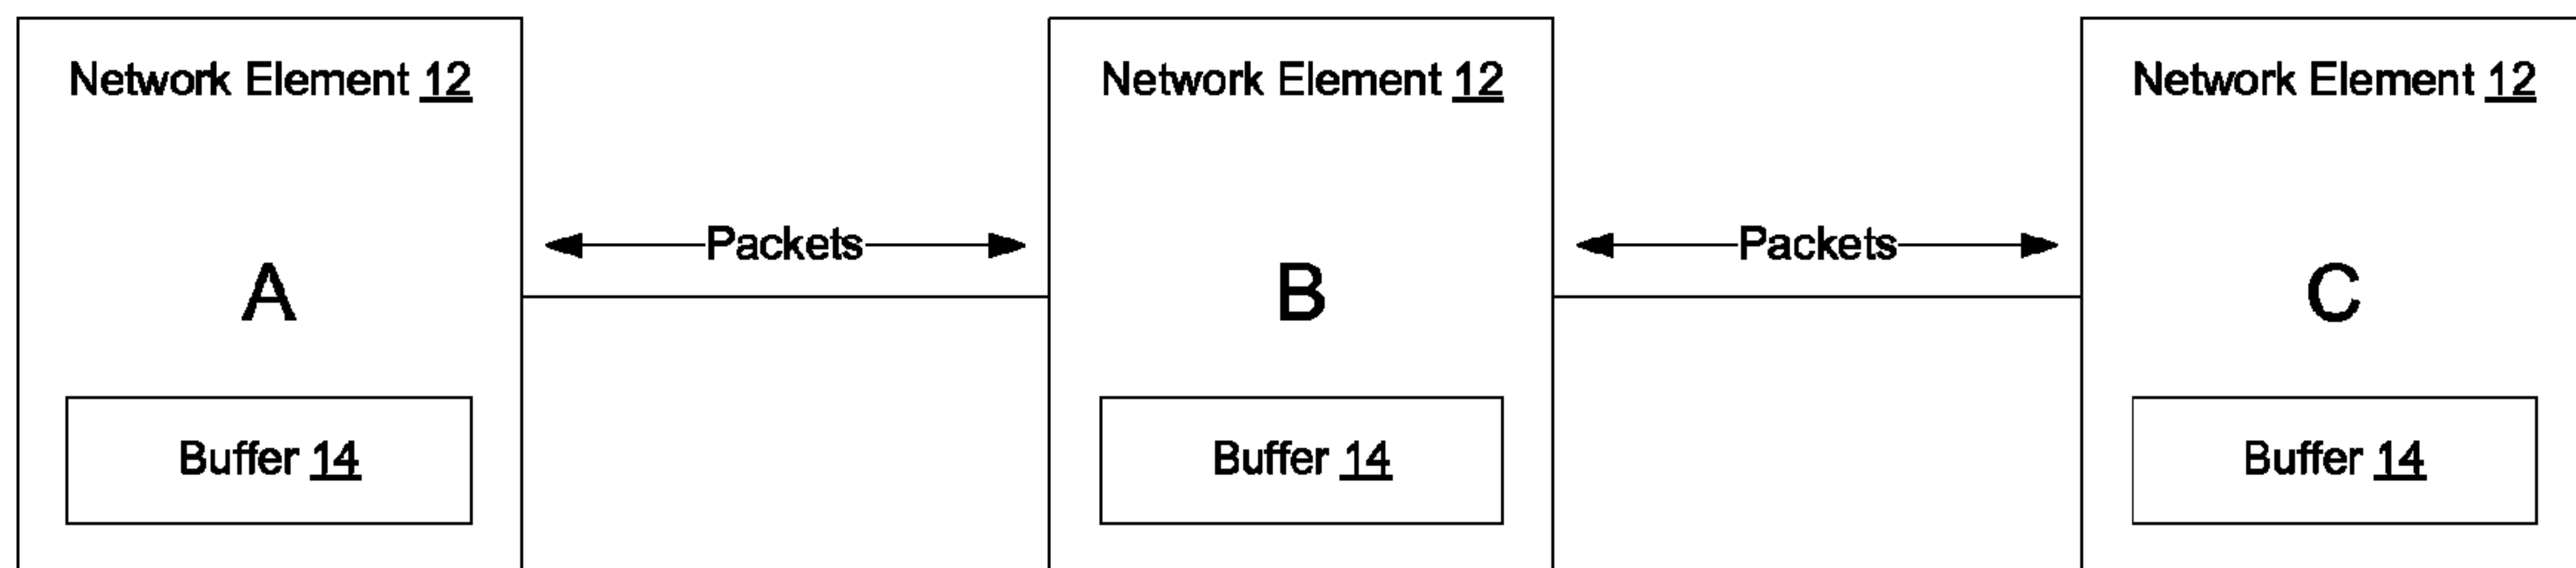 Network Element 12
Network Element 12
Network Element 12
Packets
Packets
A
B
C
Buffer 14
Buffer 14
Buffer 14